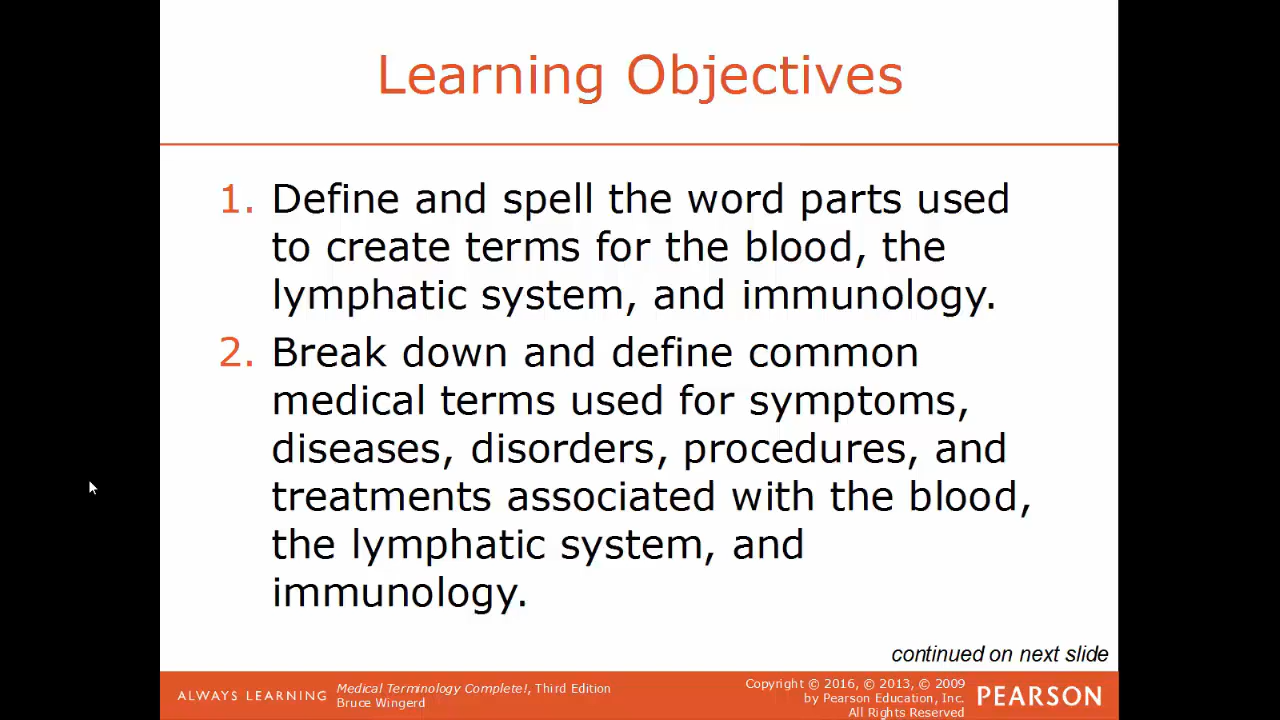 Learning Objectives
1. Define and spell the word parts used
to create terms for the blood, the
lymphatic system, and immunology.
2. Break down and define common
medical terms used for symptoms,
diseases, disorders, procedures, and
treatments associated with the blood,
the lymphatic system, and
immunology.
continued on next slide
ALWAYS LEARNING
Medical Terminology Complete!, Third Edition
Bruce Wingerd
Copyright © 2016, © 2013, © 2009
by Pearson Education, Inc.
All Rights Reserved
PEARSON